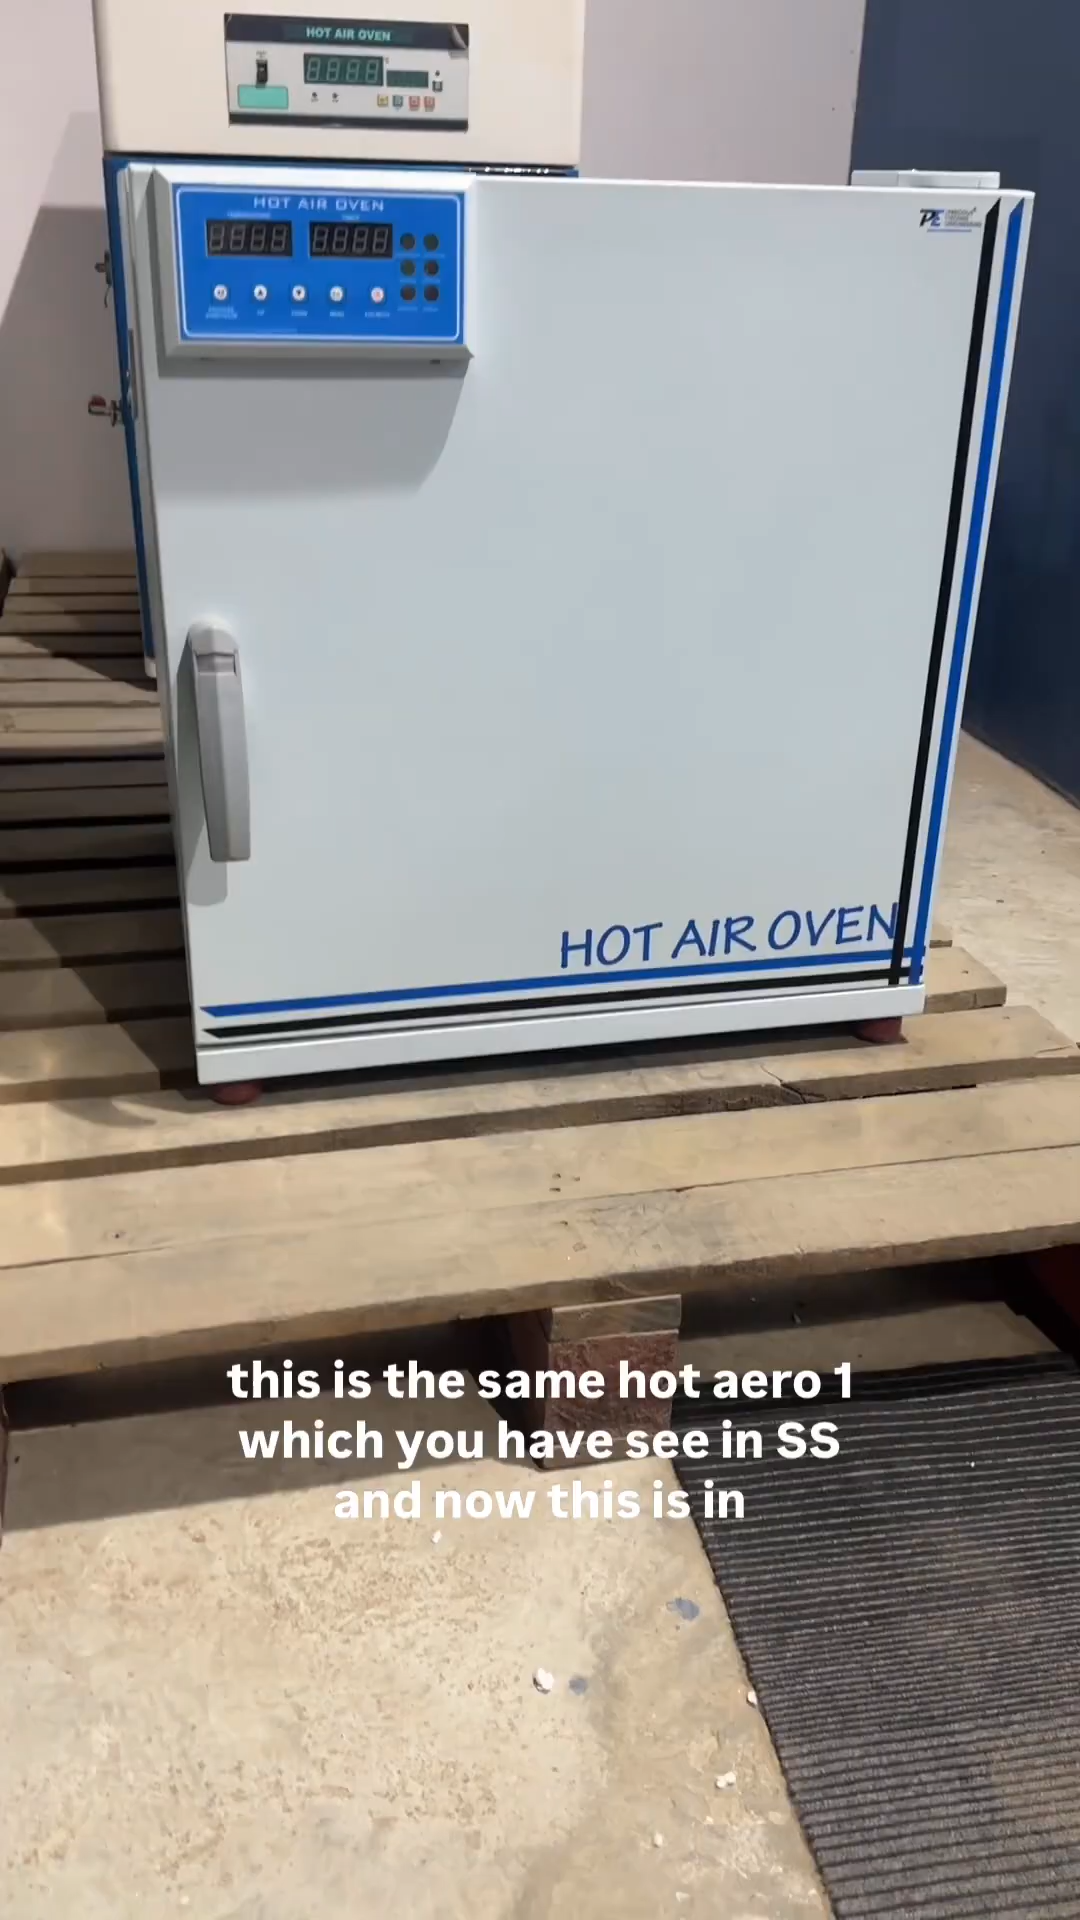 HOT AIR OVEN
HOT AIR OVEN
PE
HOT AIR OVEN
this is the same hot aero 1
which you have see in SS
and now this is in